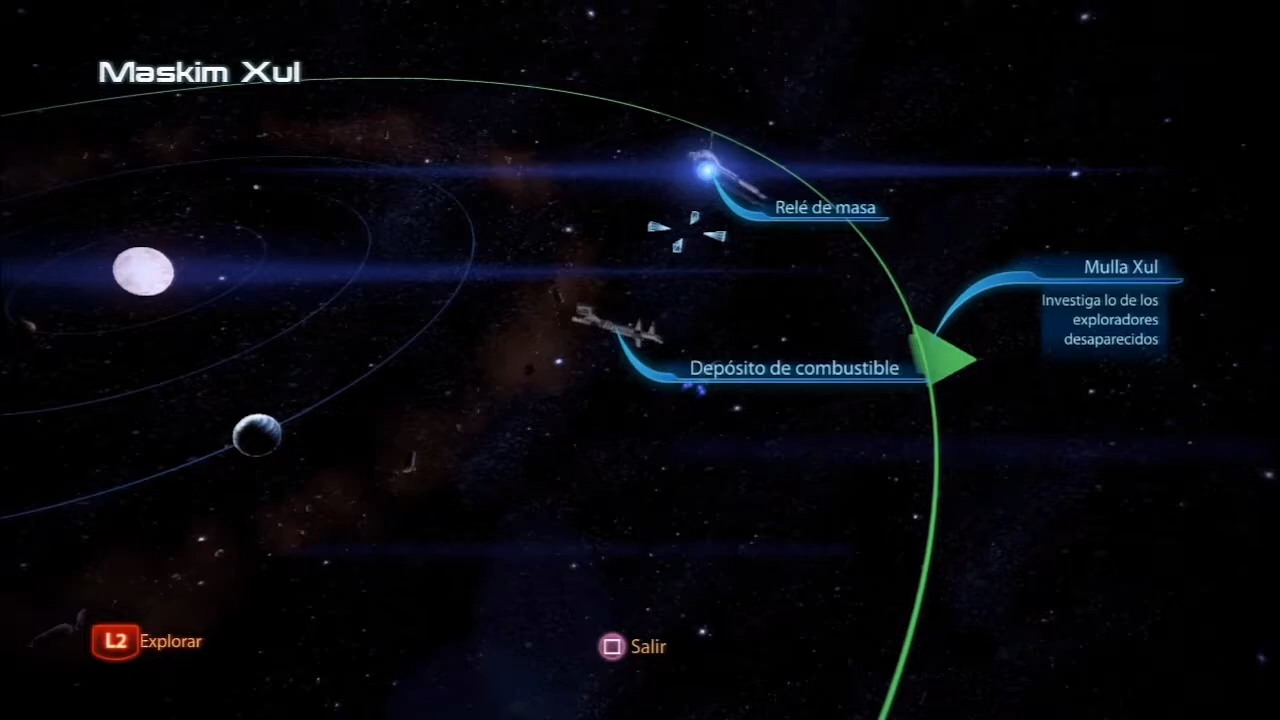 Maskim Xul
Relé de masa
Mulla Xul
Investiga lo de los
exploradores
desaparecidos
Depósito de combustible
L2 Explorar
Salir